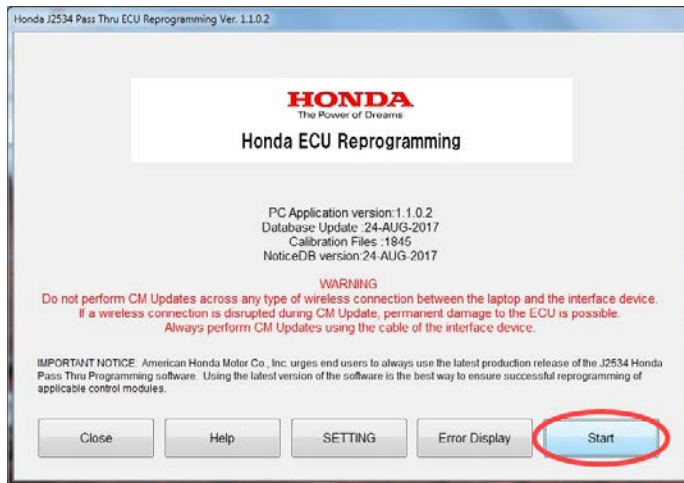 Honda J2534 Pass Thru ECU Reprogramming Ver. 1.1.0.2
HONDA
The Power of Dreams
Honda ECU Reprogramming
PC Application version:1.1.0.2
Database Update :24-AUG-2017
Calibration Files :1845
NoticeDB version:24-AUG-2017
WARNING
Do not perform CM Updates across any type of wireless connection between the laptop and the interface device.
If a wireless connection is disrupted during CM Update, permanent damage to the ECU is possible.
Always perform CM Updates using the cable of the interface device.
IMPORTANT NOTICE: American Honda Motor Co., Inc. urges end users to always use the latest production release of the J2534 Honda
Pass Thru Programming software. Using the latest version of the software is the best way to ensure successful reprogramming of
applicable control modules.
Close Help SETTING Error Display Start